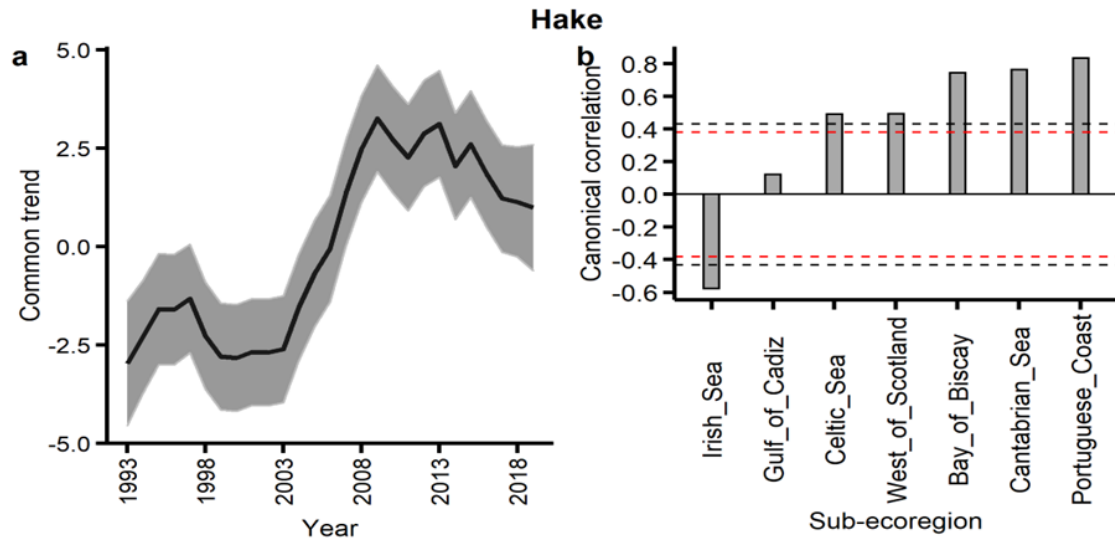 Hake
a
5.0
2.5
0.0
-2.5
-5.0
Common trend
1993
1998
2003
2008
2013
2018
Year
b
0.8
0.6
0.4
0.2
0.0
-0.2
-0.4
-0.6
Canonical correlation
Irish_Sea
Gulf_of_Cadiz
Celtic_Sea
West_of_Scotland
Bay_of_Biscay
Cantabrian_Sea
Portuguese_Coast
Sub-ecoregion